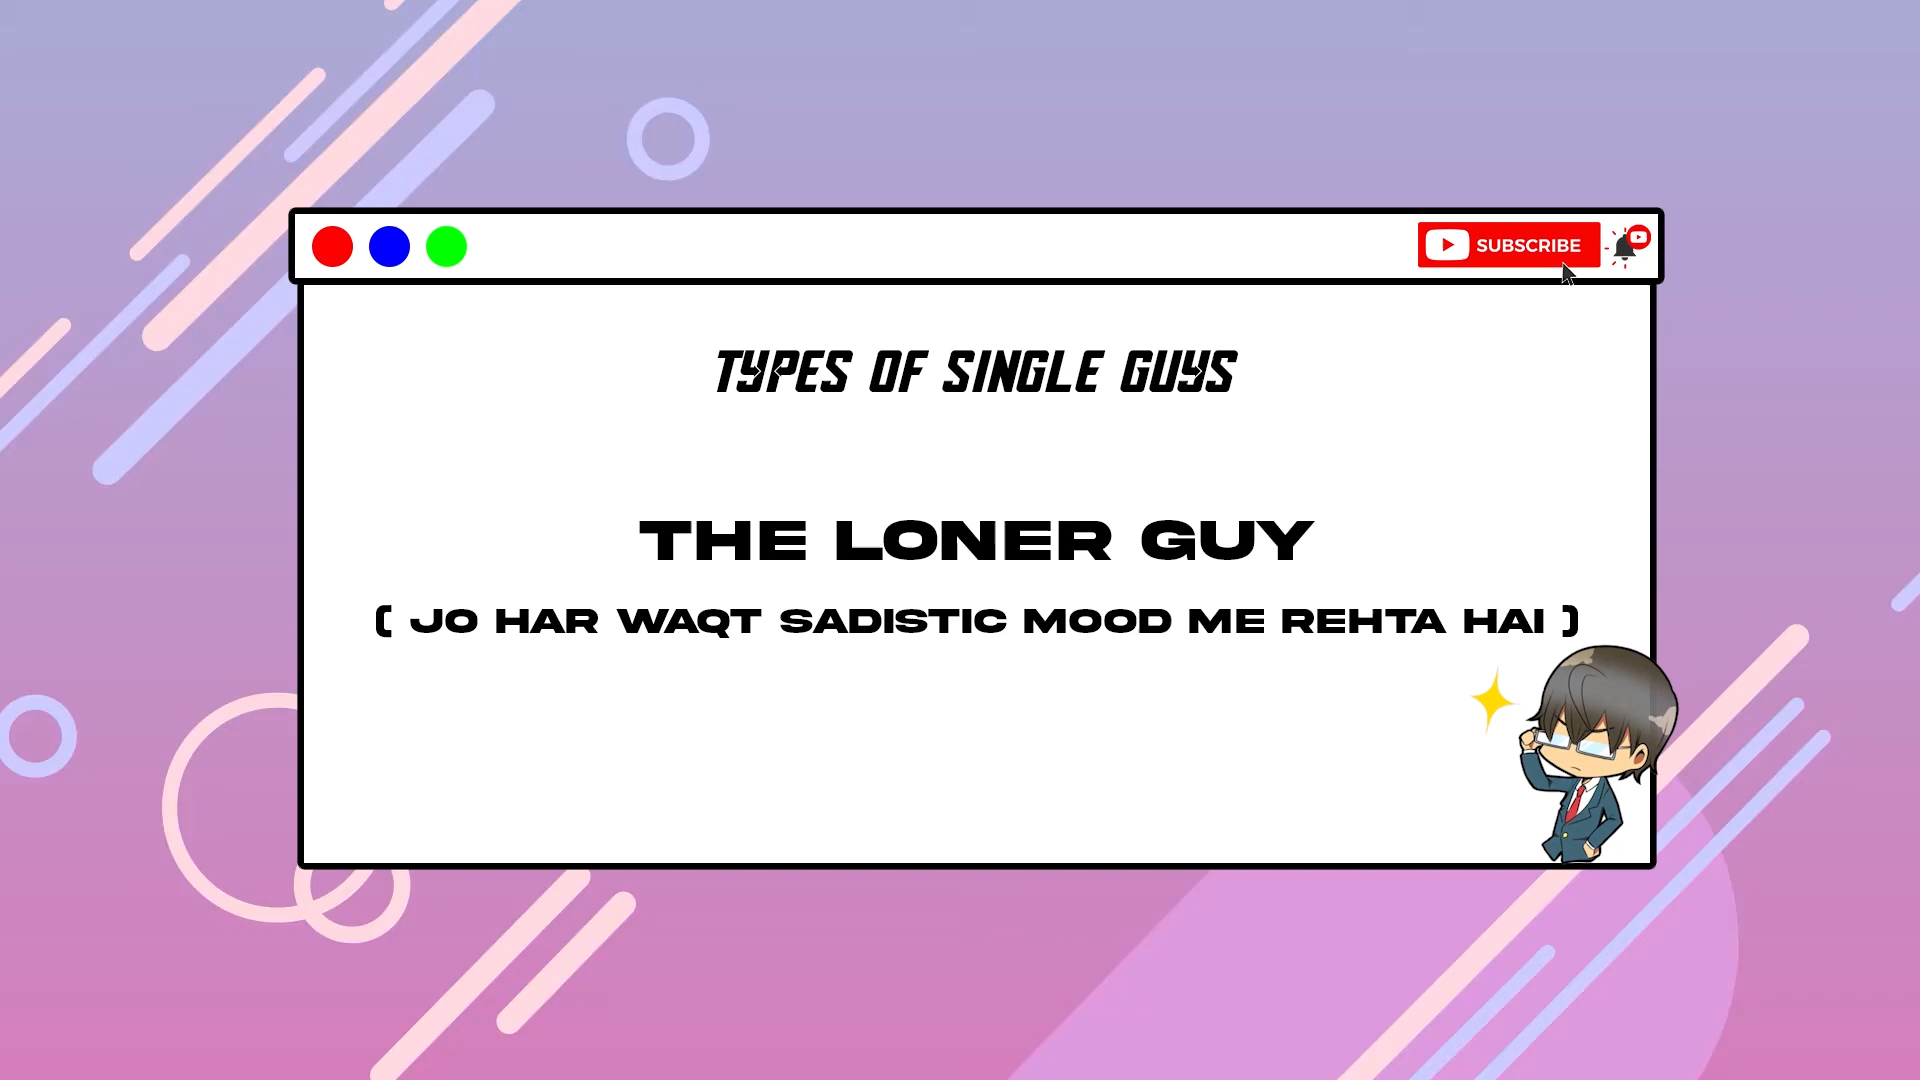 SUBSCRIBE
TYPES OF SINGLE GUYS
THE LONER GUY
( JO HAR WAQT SADISTIC MOOD ME REHTA HAI )